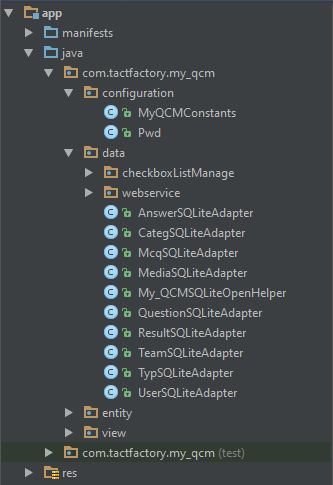 app
manifests
java
com.tactfactory.my_qcm
configuration
MyQCMConstants
Pwd
data
checkboxListManage
webservice
AnswerSQLiteAdapter
CategSQLiteAdapter
McqSQLiteAdapter
MediaSQLiteAdapter
My_QCMSQLiteOpenHelper
QuestionSQLiteAdapter
ResultSQLiteAdapter
TeamSQLiteAdapter
TypSQLiteAdapter
UserSQLiteAdapter
entity
view
com.tactfactory.my_qcm (test)
res